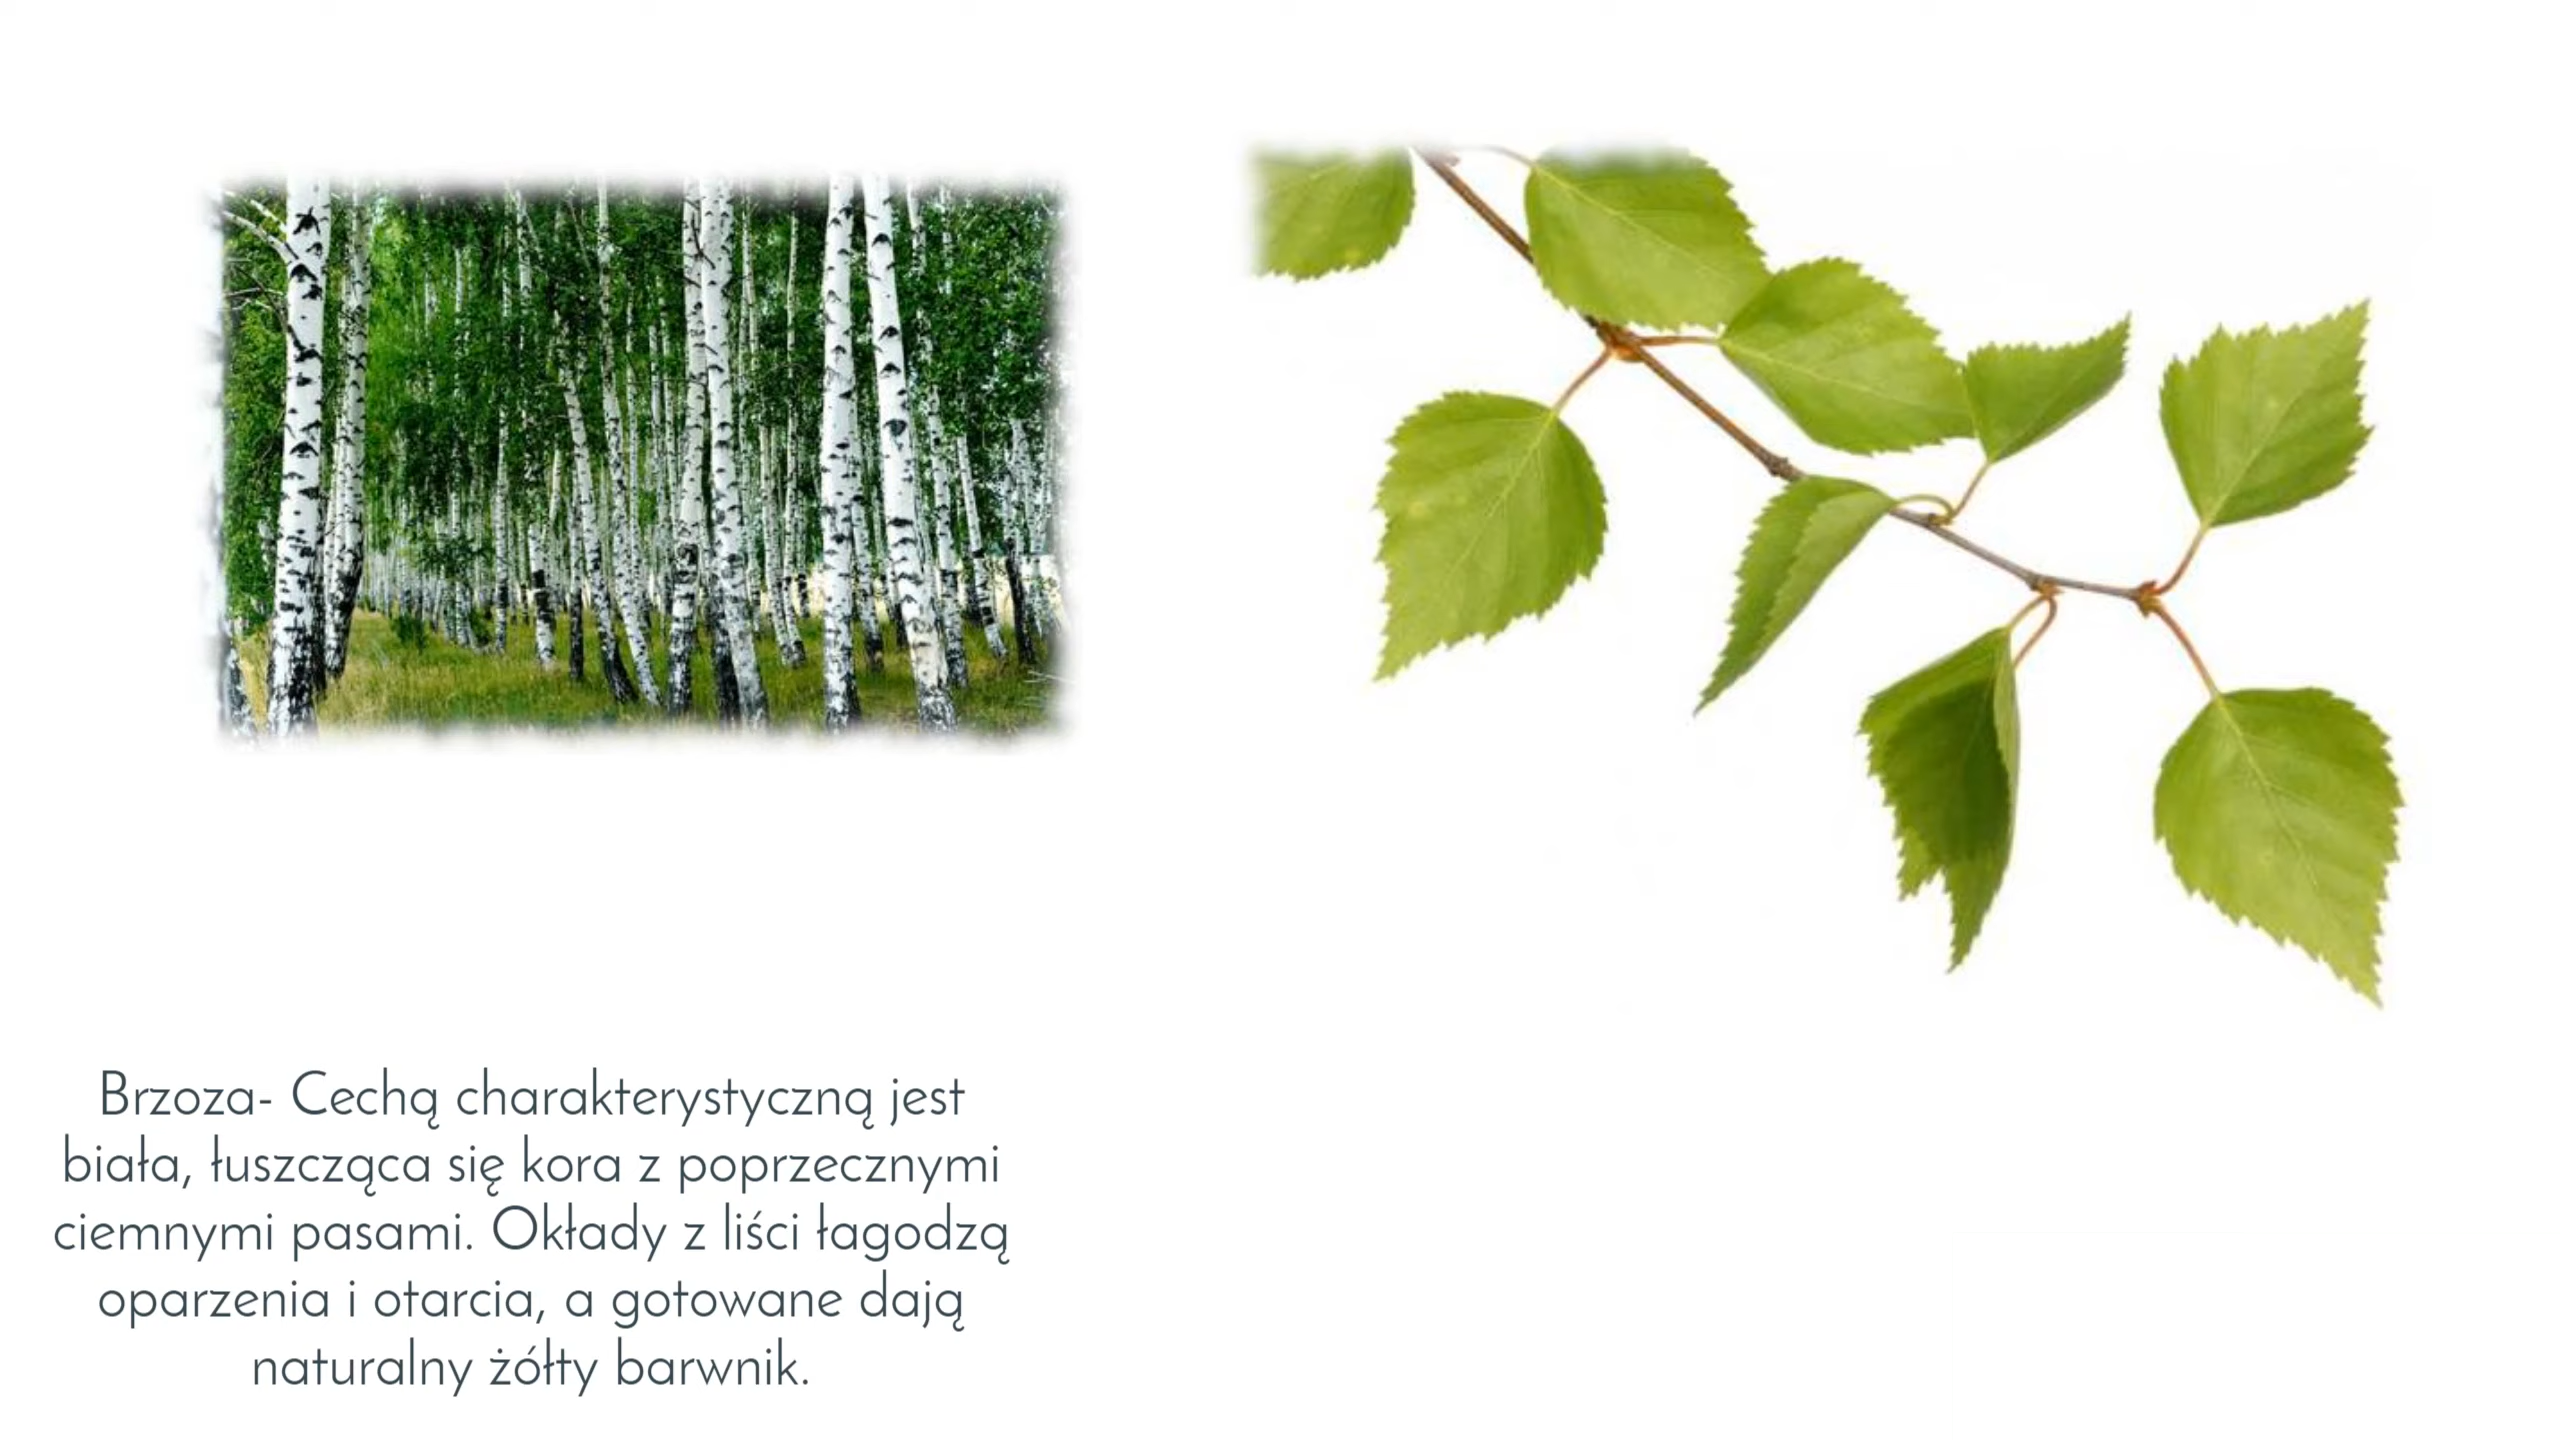 Brzoza- Cechą charakterystyczną jest
biała, łuszcząca się kora z poprzecznymi
ciemnymi pasami. Okłady z liści łagodzą
oparzenia i otarcia, a gotowane dają
naturalny żółty barwnik.